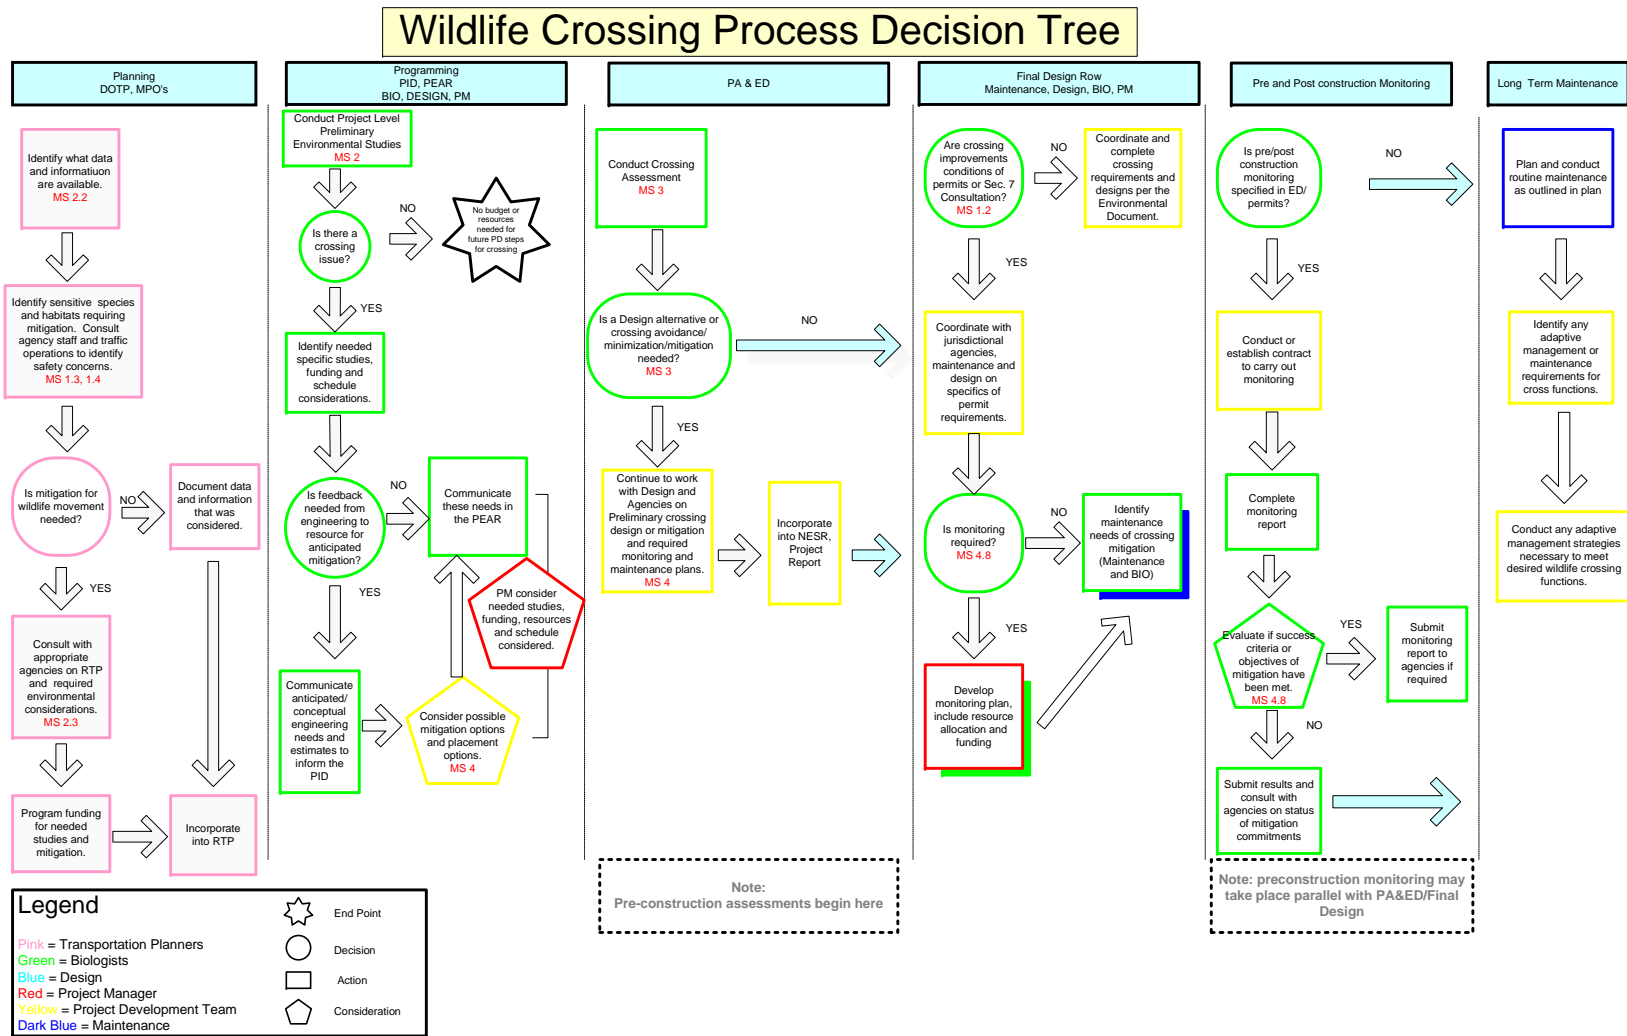 Wildlife Crossing Process Decision Tree
Planning
DOTP, MPO's
Identify what data
and informatiuon
are available.
MS 2.2
Identify sensitive species
and habitats requiring
mitigation. Consult
agency staff and traffic
operations to identify
safety concerns.
MS 1.3, 1.4
Is mitigation for
wildlife movement
needed?
NO
Document data
and information
that was
considered.
YES
Consult with
appropriate
agencies on RTP
and required
environmental
considerations.
MS 2.3
Program funding
for needed
studies and
mitigation.
Incorporate
into RTP
Programming
PID, PEAR
BIO, DESIGN, PM
Conduct Project Level
Preliminary
Environmental Studies
MS 2
Is there a
crossing
issue?
NO
No budget or
resources
needed for
future PD steps
for crossing
YES
Identify needed
specific studies,
funding and
schedule
considerations.
Is feedback
needed from
engineering to
resource for
anticipated
mitigation?
NO
Communicate
these needs in
the PEAR
YES
PM consider
needed studies,
funding, resources
and schedule
considered.
Communicate
anticipated/
conceptual
engineering
needs and
estimates to
inform the
PID
Consider possible
mitigation options
and placement
options.
MS 4
PA & ED
Conduct Crossing
Assessment
MS 3
Is a Design alternative or
crossing avoidance/
minimization/mitigation
needed?
MS 3
NO
YES
Continue to work
with Design and
Agencies on
Preliminary crossing
design or mitigation
and required
monitoring and
maintenance plans.
MS 4
Incorporate
into NESR,
Project
Report
Note:
Pre-construction assessments begin here
Final Design Row
Maintenance, Design, BIO, PM
Are crossing
improvements
conditions of
permits or Sec. 7
Consultation?
MS 1.2
NO
Coordinate and
complete
crossing
requirements and
designs per the
Environmental
Document.
YES
Coordinate with
jurisdictional
agencies,
maintenance and
design on
specifics of
permit
requirements.
Is monitoring
required?
MS 4.8
NO
Identify
maintenance
needs of crossing
mitigation
(Maintenance
and BIO)
YES
Develop
monitoring plan,
include resource
allocation and
funding
Pre and Post construction Monitoring
Is pre/post
construction
monitoring
specified in ED/
permits?
NO
YES
Conduct or
establish contract
to carry out
monitoring
Complete
monitoring
report
Evaluate if success
criteria or
objectives of
mitigation have
been met.
MS 4.8
YES
Submit
monitoring
report to
agencies if
required
NO
Submit results and
consult with
agencies on status
of mitigation
commitments
Note: preconstruction monitoring may
take place parallel with PA&ED/Final
Design
Long Term Maintenance
Plan and conduct
routine maintenance
as outlined in plan
Identify any
adaptive
management or
maintenance
requirements for
cross functions.
Conduct any adaptive
management strategies
necessary to meet
desired wildlife crossing
functions.
Legend
Pink = Transportation Planners
Green = Biologists
Blue = Design
Red = Project Manager
Yellow = Project Development Team
Dark Blue = Maintenance
End Point
Decision
Action
Consideration